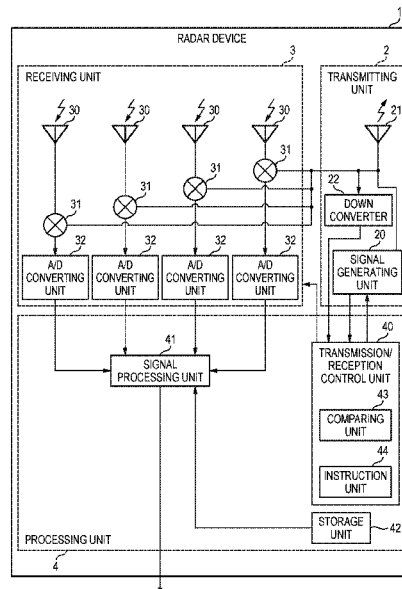 1
RADAR DEVICE
3
RECEIVING UNIT
2
TRANSMITTING
UNIT
30
30
30
30
21
31
31
31
31
22
DOWN
CONVERTER
32
32
32
32
20
A/D
CONVERTING
UNIT
A/D
CONVERTING
UNIT
A/D
CONVERTING
UNIT
A/D
CONVERTING
UNIT
SIGNAL
GENERATING
UNIT
41
SIGNAL
PROCESSING UNIT
40
TRANSMISSION/
RECEPTION
CONTROL UNIT
43
COMPARING
UNIT
44
INSTRUCTION
UNIT
STORAGE
UNIT
42
PROCESSING UNIT
4